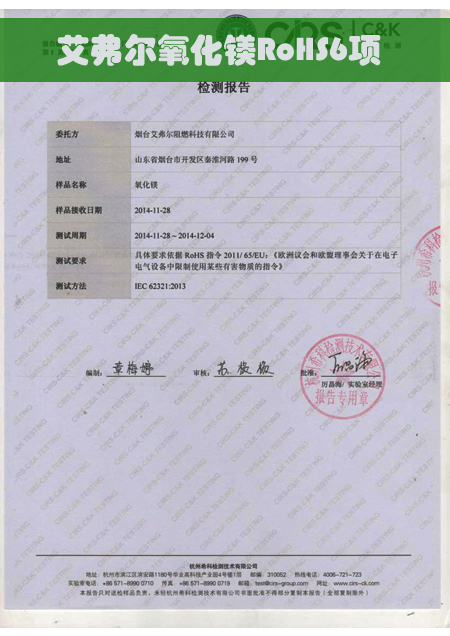 C&K
艾弗尔氧化镁RoHS6项
检测报告
委托方 烟台艾弗尔阻燃科技有限公司
地址 山东省烟台市开发区秦淮河路 199 号
样品名称 氧化镁
样品接收日期 2014-11-28
测试周期 2014-11-28～2014-12-04
测试要求 具体要求依据 RoHS 指令 2011/ 65/EU:《欧洲议会和欧盟理事会关于在电子
电气设备中限制使用某些有害物质的指令》
测试方法 IEC 62321:2013
编制: 章梅婷 审核: 批准:
厉昌海/ 实验室经理
杭州希科检测技术有限公司
报告专用章
杭州希科检测技术有限公司
地址: 杭州市滨江区滨安路1180号华业高科技产业园4号1楼 邮编: 310052 热线电话: 4006-721-723
实验室电话: +86 571-8990 0710 传真: +86 571-8990 0719 邮箱: test@cirs-group.com 网址: www.cirs-ck.com
本报告只对送检样品负责, 未经杭州希科检测技术有限公司书面批准不得部分复制本报告 (全部复制除外)